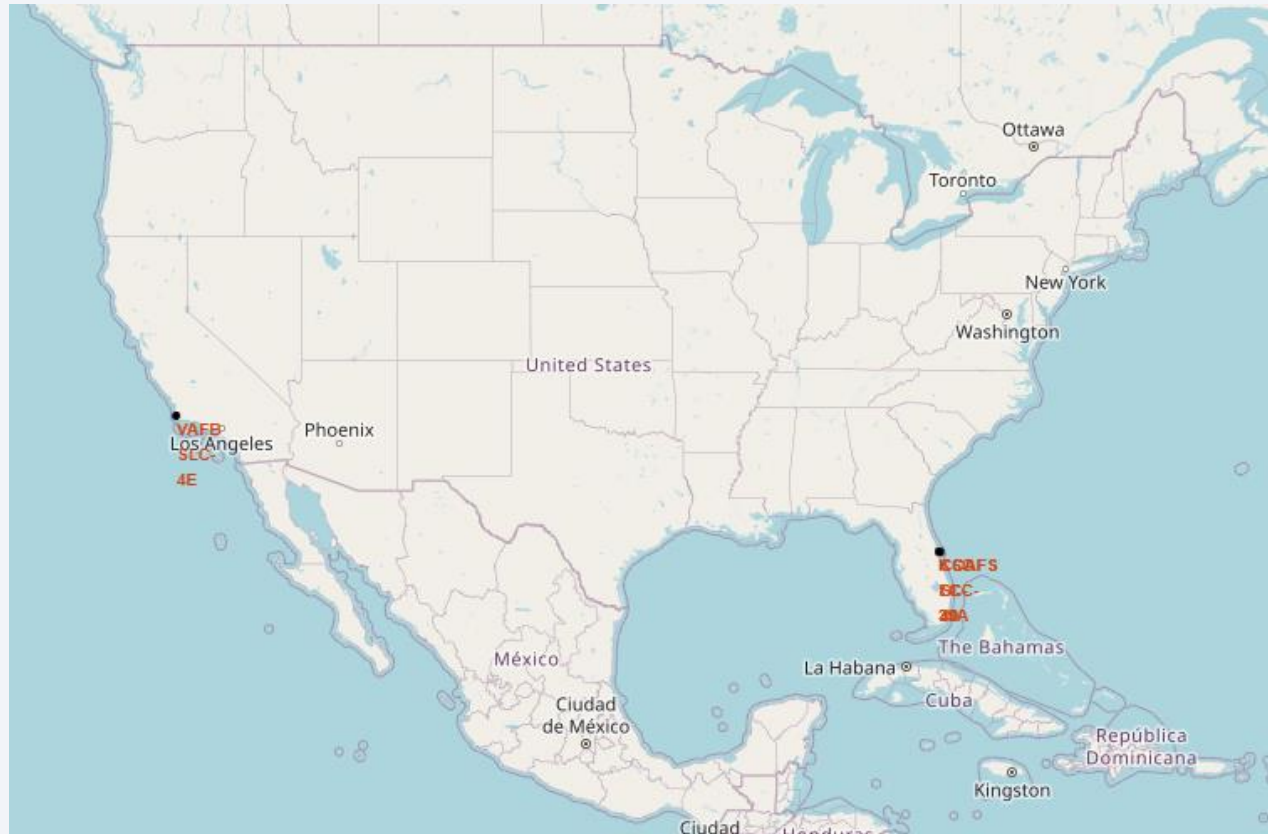 Ottawa
Toronto
New York
Washington
United States
VAFB
Los Angeles
SLC-
4E
Phoenix
The Bahamas
La Habana
México
Cuba
Ciudad
de México
República
Dominicana
Kingston
Ciudad
Honduras